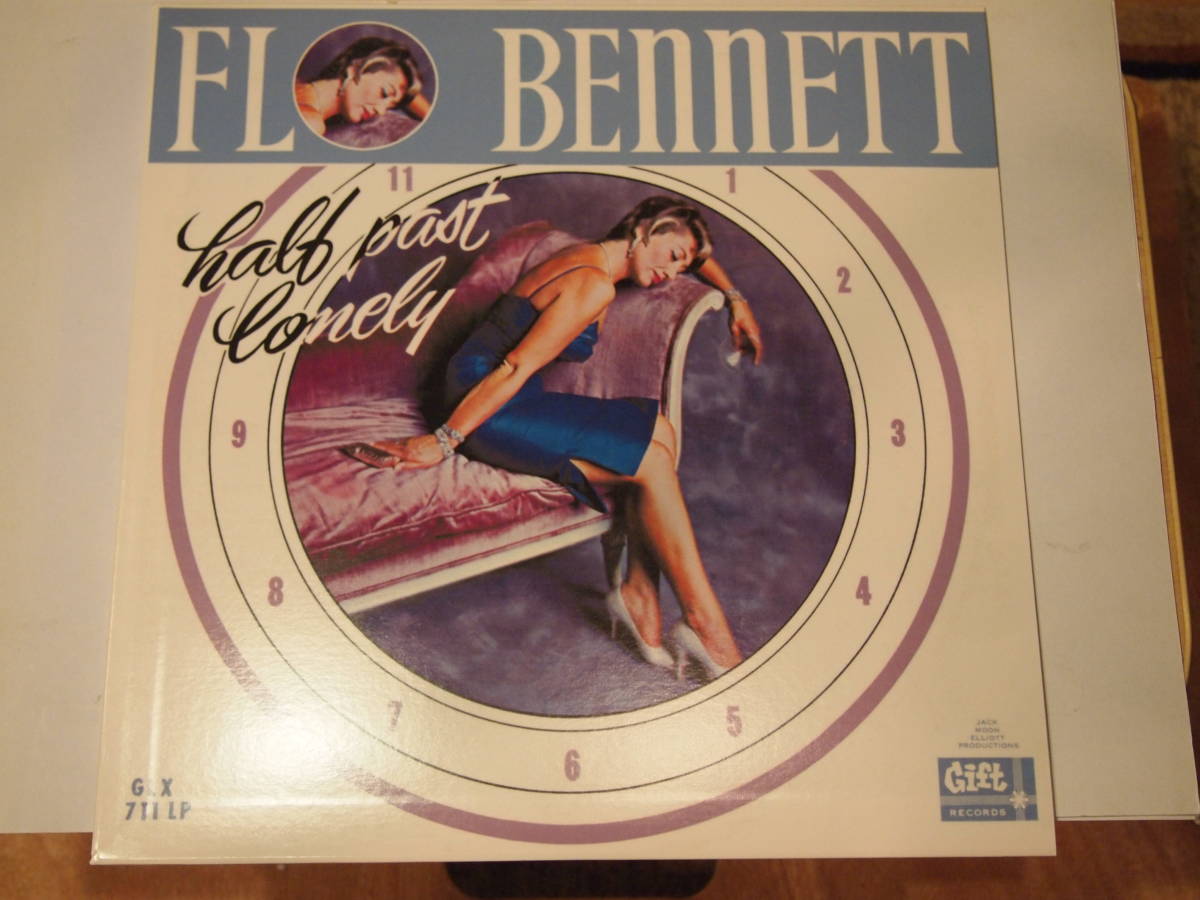 FLO BENNETT
half past
lonely
11
1
2
3
4
5
6
7
8
9
JACK
MOON
ELLIOTT
PRODUCTIONS
Gift
RECORDS
711 LP